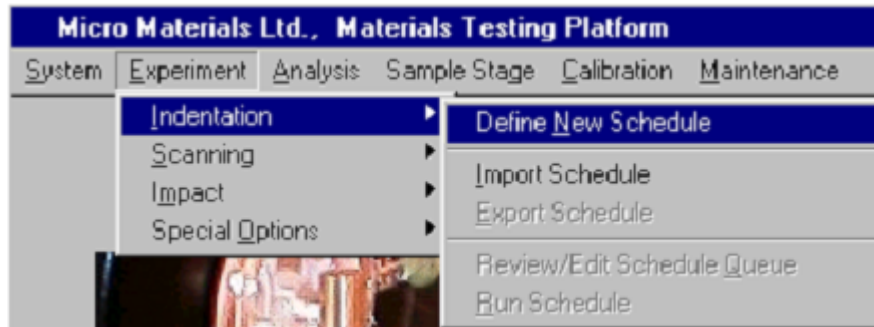 Micro Materials Ltd., Materials Testing Platform
System Experiment Analysis Sample Stage Calibration Maintenance
Indentation
Scanning
Impact
Special Options
Define New Schedule
Import Schedule
Export Schedule
Review/Edit Schedule Queue
Run Schedule